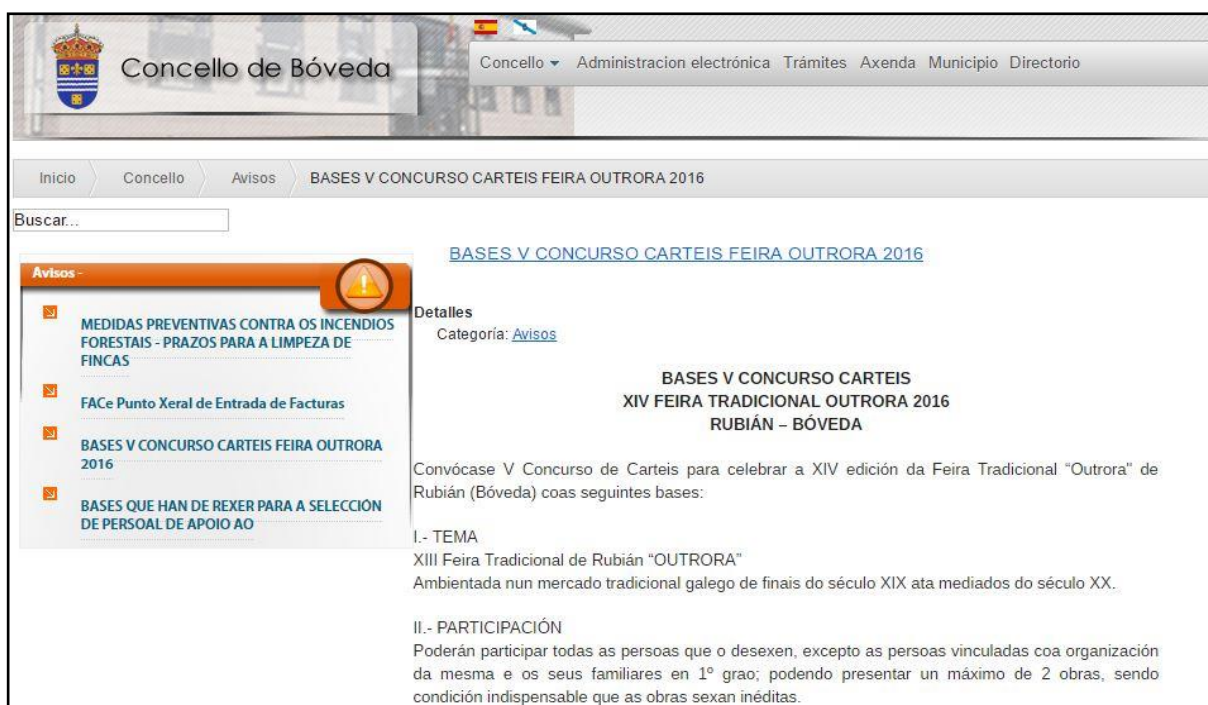 Concello de Bóveda
Concello Administracion electrónica Trámites Axenda Municipio Directorio
Inicio Concello Avisos BASES V CONCURSO CARTEIS FEIRA OUTRORA 2016
Buscar...
Avisos -
MEDIDAS PREVENTIVAS CONTRA OS INCENDIOS
FORESTAIS - PRAZOS PARA A LIMPEZA DE
FINCAS
FACe Punto Xeral de Entrada de Facturas
BASES V CONCURSO CARTEIS FEIRA OUTRORA
2016
BASES QUE HAN DE REXER PARA A SELECCIÓN
DE PERSOAL DE APOIO AO
BASES V CONCURSO CARTEIS FEIRA OUTRORA 2016
Detalles
Categoría: Avisos
BASES V CONCURSO CARTEIS
XIV FEIRA TRADICIONAL OUTRORA 2016
RUBIÁN – BÓVEDA
Convócase V Concurso de Carteis para celebrar a XIV edición da Feira Tradicional “Outrora" de
Rubián (Bóveda) coas seguintes bases:
I.- TEMA
XIII Feira Tradicional de Rubián “OUTRORA”
Ambientada nun mercado tradicional galego de finais do século XIX ata mediados do século XX.
II.- PARTICIPACIÓN
Poderán participar todas as persoas que o desexen, excepto as persoas vinculadas coa organización
da mesma e os seus familiares en 1º grao; podendo presentar un máximo de 2 obras, sendo
condición indispensable que as obras sexan inéditas.